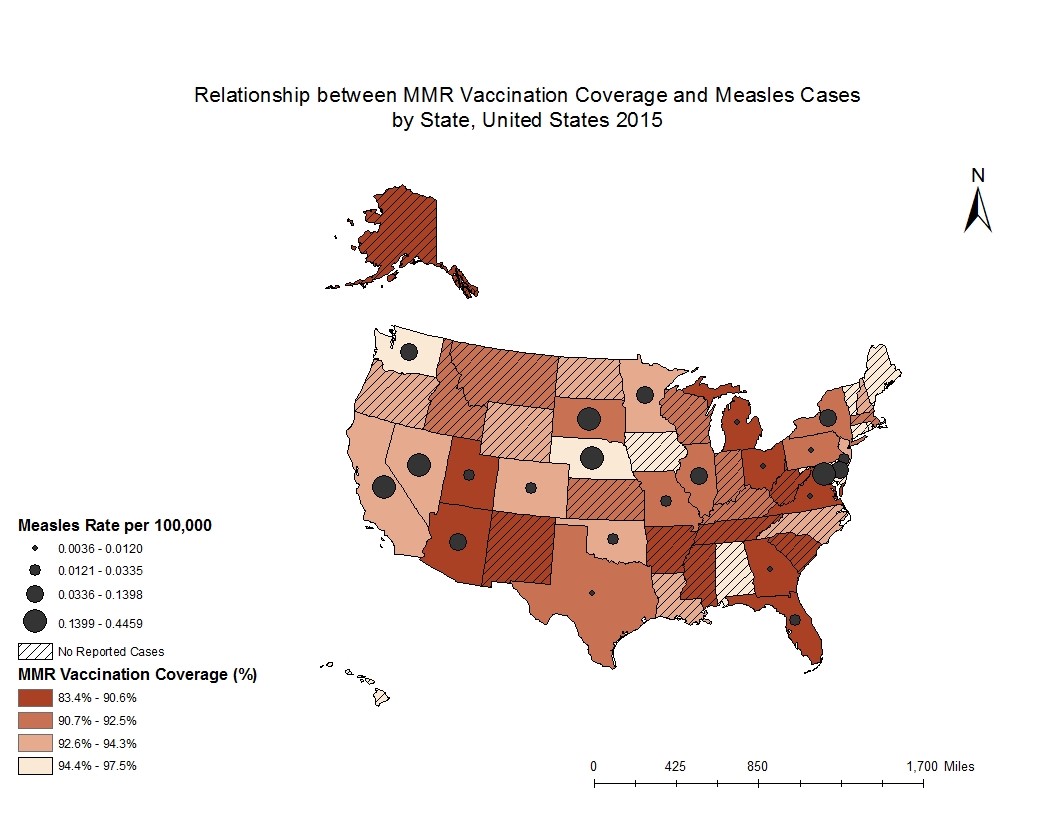 Relationship between MMR Vaccination Coverage and Measles Cases
by State, United States 2015
N
Measles Rate per 100,000
0.0036 - 0.0120
0.0121 - 0.0335
0.0336 - 0.1398
0.1399 - 0.4459
No Reported Cases
MMR Vaccination Coverage (%)
83.4% - 90.6%
90.7% - 92.5%
92.6% - 94.3%
94.4% - 97.5%
0 425 850 1,700 Miles